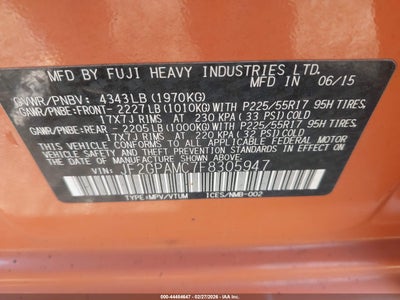 MFD BY FUJI HEAVY INDUSTRIES LTD. IN 06/15
GVWR/PNBV: 4343LB (1970KG)
GAWR/PNBE:FRONT- 2227LB (1010KG) WITH P225/55R17 95H TIRES,
17X7J RIMS AT 230 KPA (33 PSI) COLD
GAWR/PNBE:REAR - 2205LB (1000KG) WITH P225/55R17 95H TIRES,
17X7J RIMS AT 220 KPA (32 PSI) COLD
THIS VEHICLE CONFORMS TO ALL APPLICABLE FEDERAL MOTOR
VEHICLE SAFETY, BUMPER, AND THEFT PREVENTION STANDARDS IN EFFECT ON
THE DATE OF MANUFACTURE SHOWN ABOVE.
VIN: JF2GPAMC7F8305947
TYPE:MPV/VTUM ICES/NMB-002
000-44404647 - 02/27/2026 - IAA Inc.